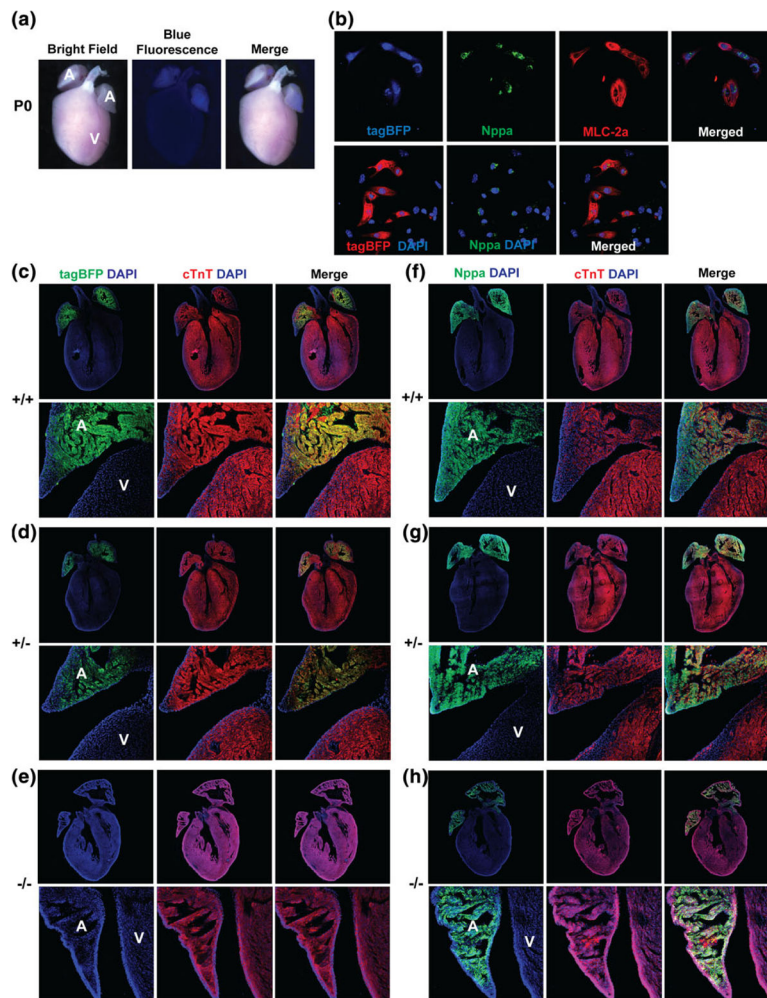 (a)
Bright Field
Blue Fluorescence
Merge
P0
A
A
V
(b)
tagBFP
Nppa
MLC-2a
Merged
tagBFP DAPI
Nppa DAPI
Merged
(c)
tagBFP DAPI
cTnT DAPI
Merge
+/+
A
V
(d)
+/-
A
V
(e)
-/-
A
V
(f)
Nppa DAPI
cTnT DAPI
Merge
+/+
A
V
(g)
+/-
A
V
(h)
-/-
A
V